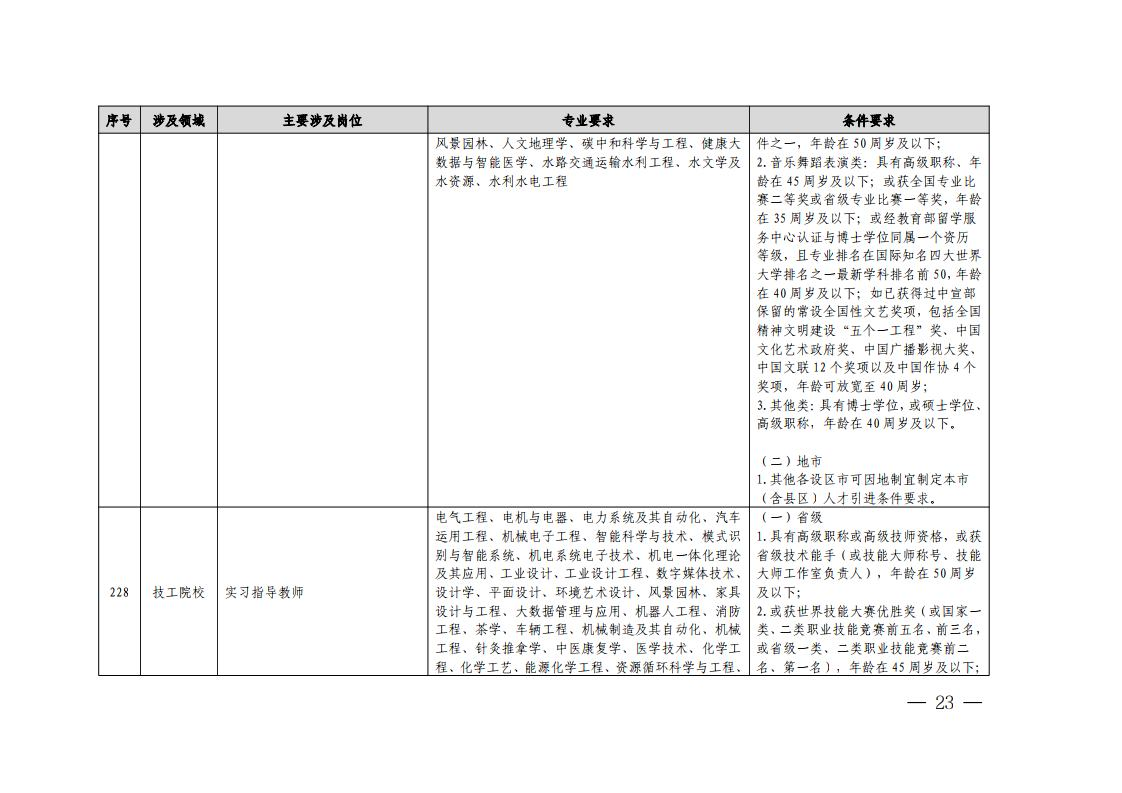 序号 涉及领域 主要涉及岗位 专业要求 条件要求
风景园林、人文地理学、碳中和科学与工程、健康大
数据与智能医学、水路交通运输水利工程、水文学及
水资源、水利水电工程
件之一，年龄在 50 周岁及以下；
2. 音乐舞蹈表演类：具有高级职称、年
龄在 45 周岁及以下；或获全国专业比
赛二等奖或省级专业比赛一等奖，年龄
在 35 周岁及以下；或经教育部留学服
务中心认证与博士学位同属一个资历
等级，且专业排名在国际知名四大世界
大学排名之一最新学科排名前 50，年龄
在 40 周岁及以下；如已获得过中宣部
保留的常设全国性文艺奖项，包括全国
精神文明建设“五个一工程”奖、中国
文化艺术政府奖、中国广播影视大奖、
中国文联 12 个奖项以及中国作协 4 个
奖项，年龄可放宽至 40 周岁；
3. 其他类：具有博士学位，或硕士学位、
高级职称，年龄在 40 周岁及以下。
（二）地市
1. 其他各设区市可因地制宜制定本市
（含县区）人才引进条件要求。
228 技工院校 实习指导教师
电气工程、电机与电器、电力系统及其自动化、汽车
运用工程、机械电子工程、智能科学与技术、模式识
别与智能系统、机电系统电子技术、机电一体化理论
及其应用、工业设计、工业设计工程、数字媒体技术、
设计学、平面设计、环境艺术设计、风景园林、家具
设计与工程、大数据管理与应用、机器人工程、消防
工程、茶学、车辆工程、机械制造及其自动化、机械
工程、针灸推拿学、中医康复学、医学技术、化学工
程、化学工艺、能源化学工程、资源循环科学与工程、
（一）省级
1. 具有高级职称或高级技师资格，或获
省级技术能手（或技能大师称号、技能
大师工作室负责人），年龄在 50 周岁
及以下；
2. 或获世界技能大赛优胜奖（或国家一
类、二类职业技能竞赛前五名、前三名，
或省级一类、二类职业技能竞赛前二
名、第一名），年龄在 45 周岁及以下；
— 23 —